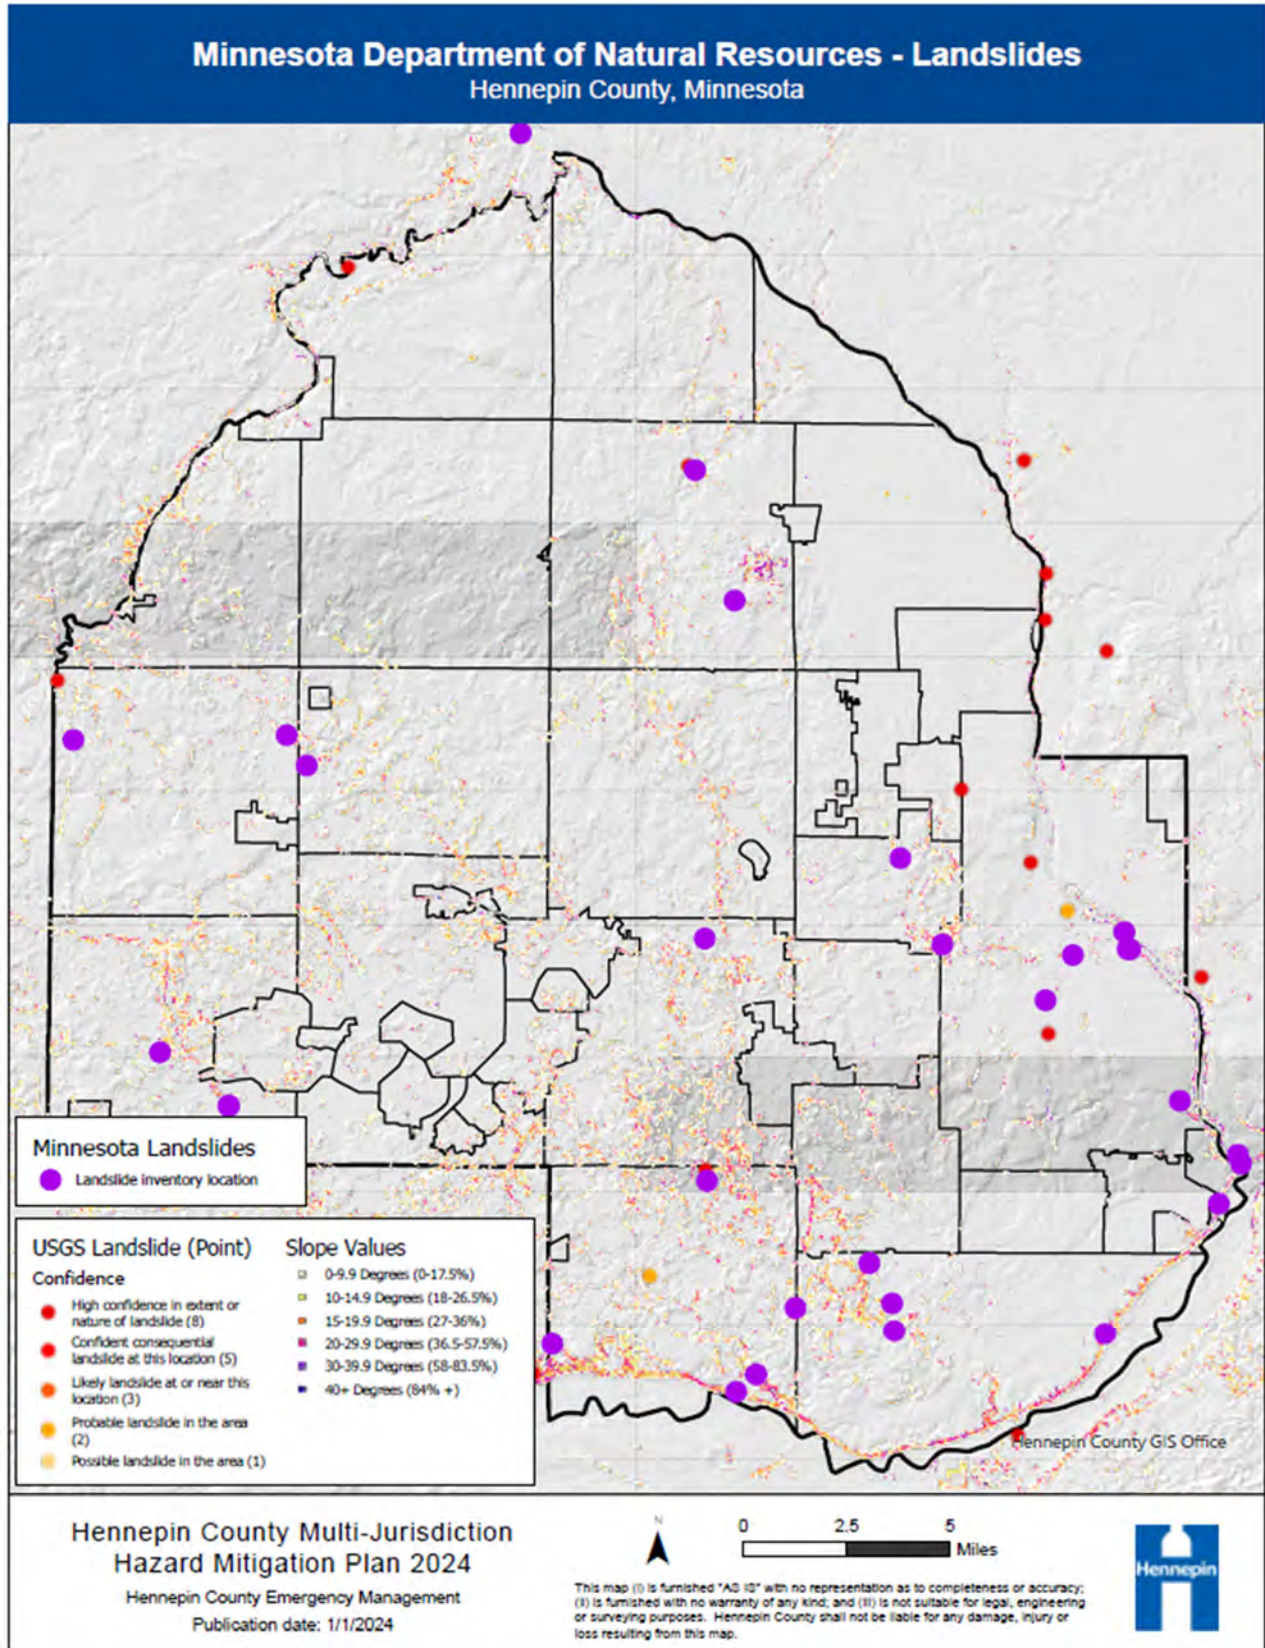 Minnesota Department of Natural Resources - Landslides
Hennepin County, Minnesota
Minnesota Landslides
Landslide inventory location
USGS Landslide (Point)
Confidence
High confidence in extent or
nature of landslide (8)
Confident consequential
landslide at this location (5)
Likely landslide at or near this
location (3)
Probable landslide in the area
(2)
Possible landslide in the area (1)
Slope Values
0-9.9 Degrees (0-17.5%)
10-14.9 Degrees (18-26.5%)
15-19.9 Degrees (27-36%)
20-29.9 Degrees (36.5-57.5%)
30-39.9 Degrees (58-83.5%)
40+ Degrees (84% +)
Hennepin County GIS Office
Hennepin County Multi-Jurisdiction
Hazard Mitigation Plan 2024
Hennepin County Emergency Management
Publication date: 1/1/2024
N
0 2.5 5
Miles
This map (i) is furnished "AS IS" with no representation as to completeness or accuracy;
(ii) is furnished with no warranty of any kind; and (iii) is not suitable for legal, engineering
or surveying purposes. Hennepin County shall not be liable for any damage, injury or
loss resulting from this map.
Hennepin